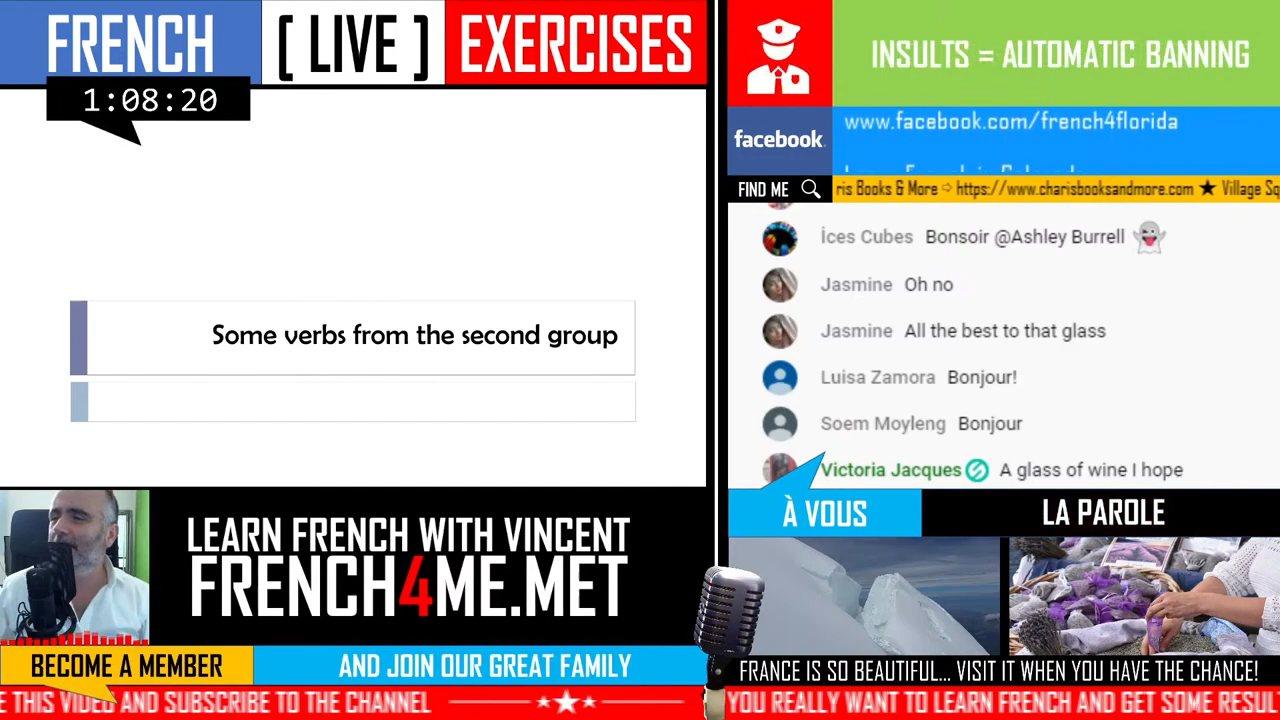 FRENCH [ LIVE ] EXERCISES
1:08:20
Some verbs from the second group
LEARN FRENCH WITH VINCENT
FRENCH4ME.MET
BECOME A MEMBER
AND JOIN OUR GREAT FAMILY
E THIS VIDEO AND SUBSCRIBE TO THE CHANNEL
INSULTS = AUTOMATIC BANNING
facebook.
www.facebook.com/french4florida
FIND ME
ris Books & More ⇨ https://www.charisbooksandmore.com ★ Village Sq
İces Cubes Bonsoir @Ashley Burrell 👻
Jasmine Oh no
Jasmine All the best to that glass
Luisa Zamora Bonjour!
Soem Moyleng Bonjour
Victoria Jacques A glass of wine I hope
À VOUS
LA PAROLE
FRANCE IS SO BEAUTIFUL... VISIT IT WHEN YOU HAVE THE CHANCE!
YOU REALLY WANT TO LEARN FRENCH AND GET SOME RESUL